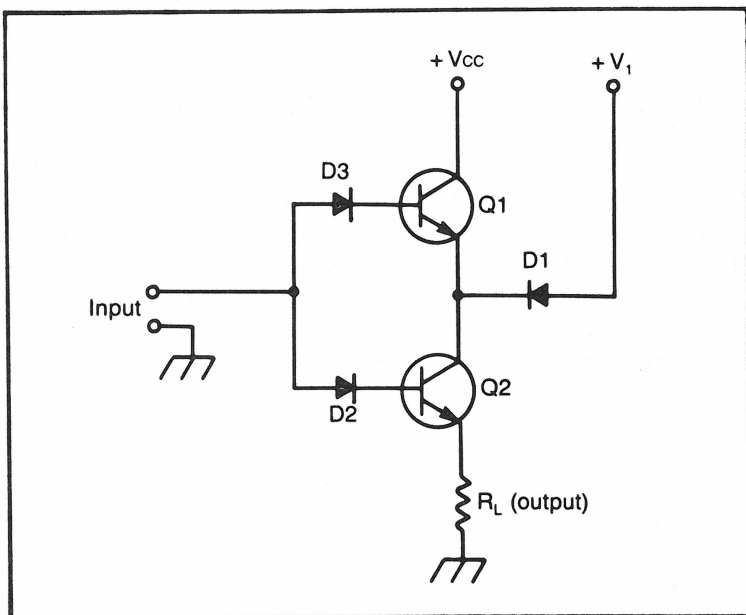 + VCC
+ V1
D3
Q1
D1
Input
Q2
D2
RL (output)